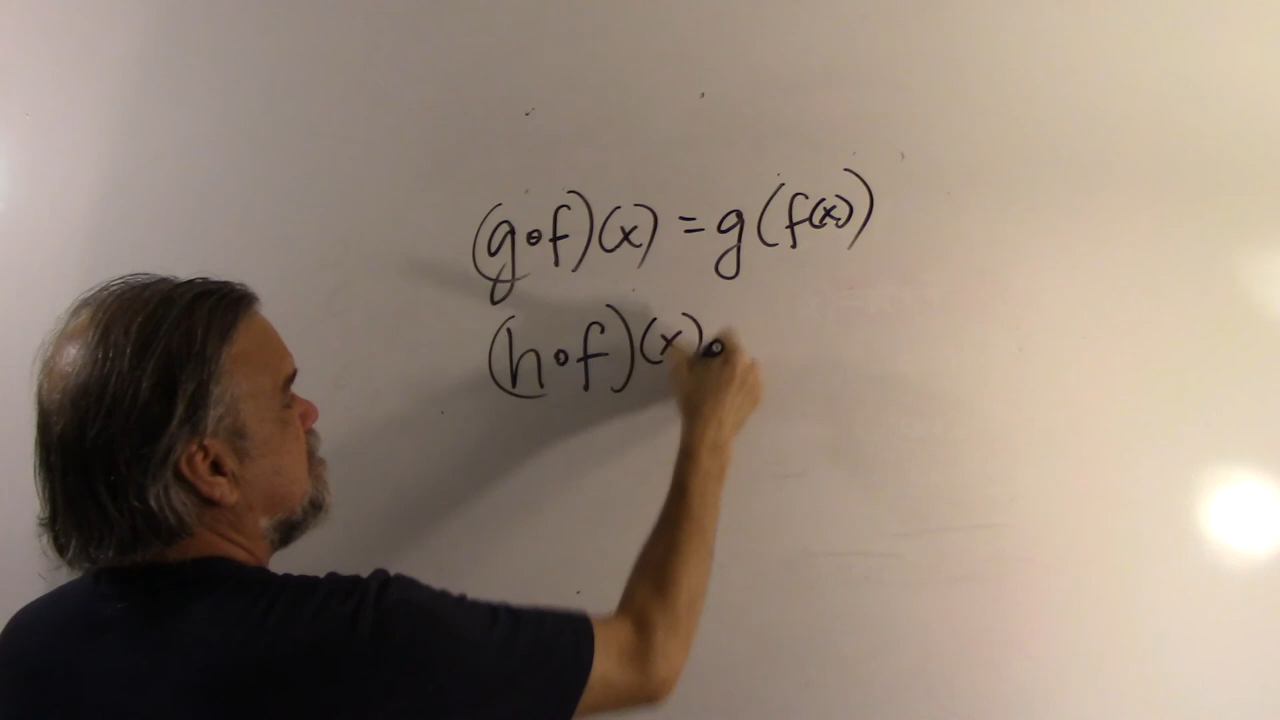 (g∘f)(x) = g(f(x))
(h∘f)(x)